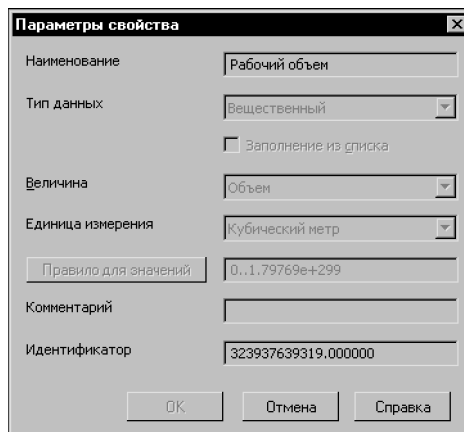 Параметры свойства
Наименование Рабочий объем
Тип данных Вещественный
Заполнение из списка
Величина Объем
Единица измерения Кубический метр
Правило для значений 0..1.79769e+299
Комментарий
Идентификатор 323937639319.000000
OK Отмена Справка